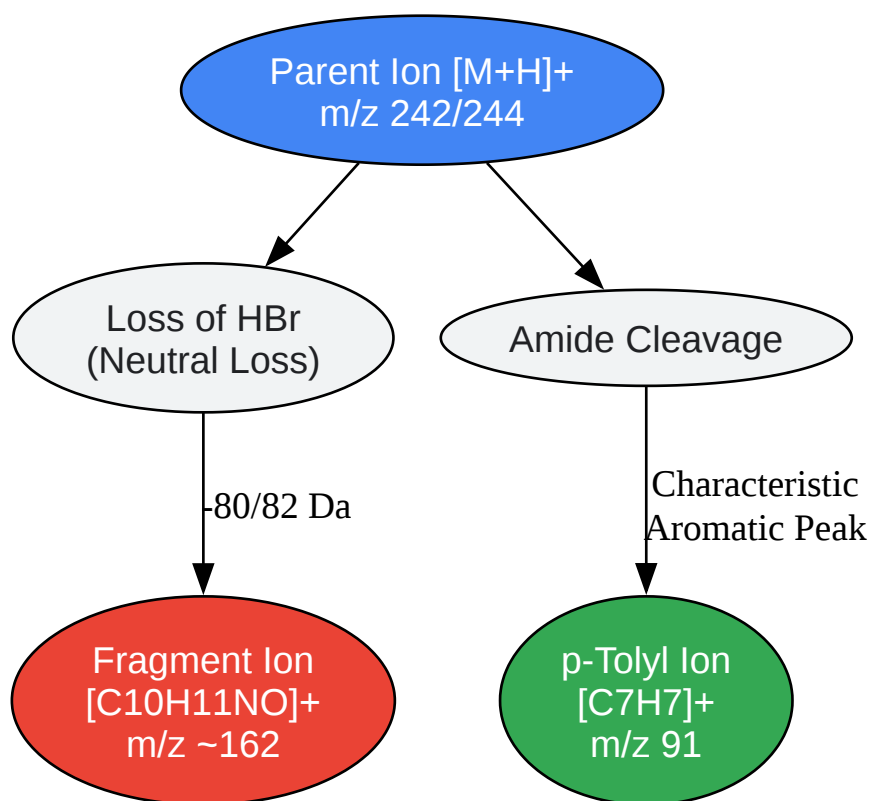 Parent Ion [M+H]+
m/z 242/244
Loss of HBr
(Neutral Loss)
Amide Cleavage
-80/82 Da
Characteristic
Aromatic Peak
Fragment Ion
[C10H11NO]+
m/z ~162
p-Tolyl Ion
[C7H7]+
m/z 91